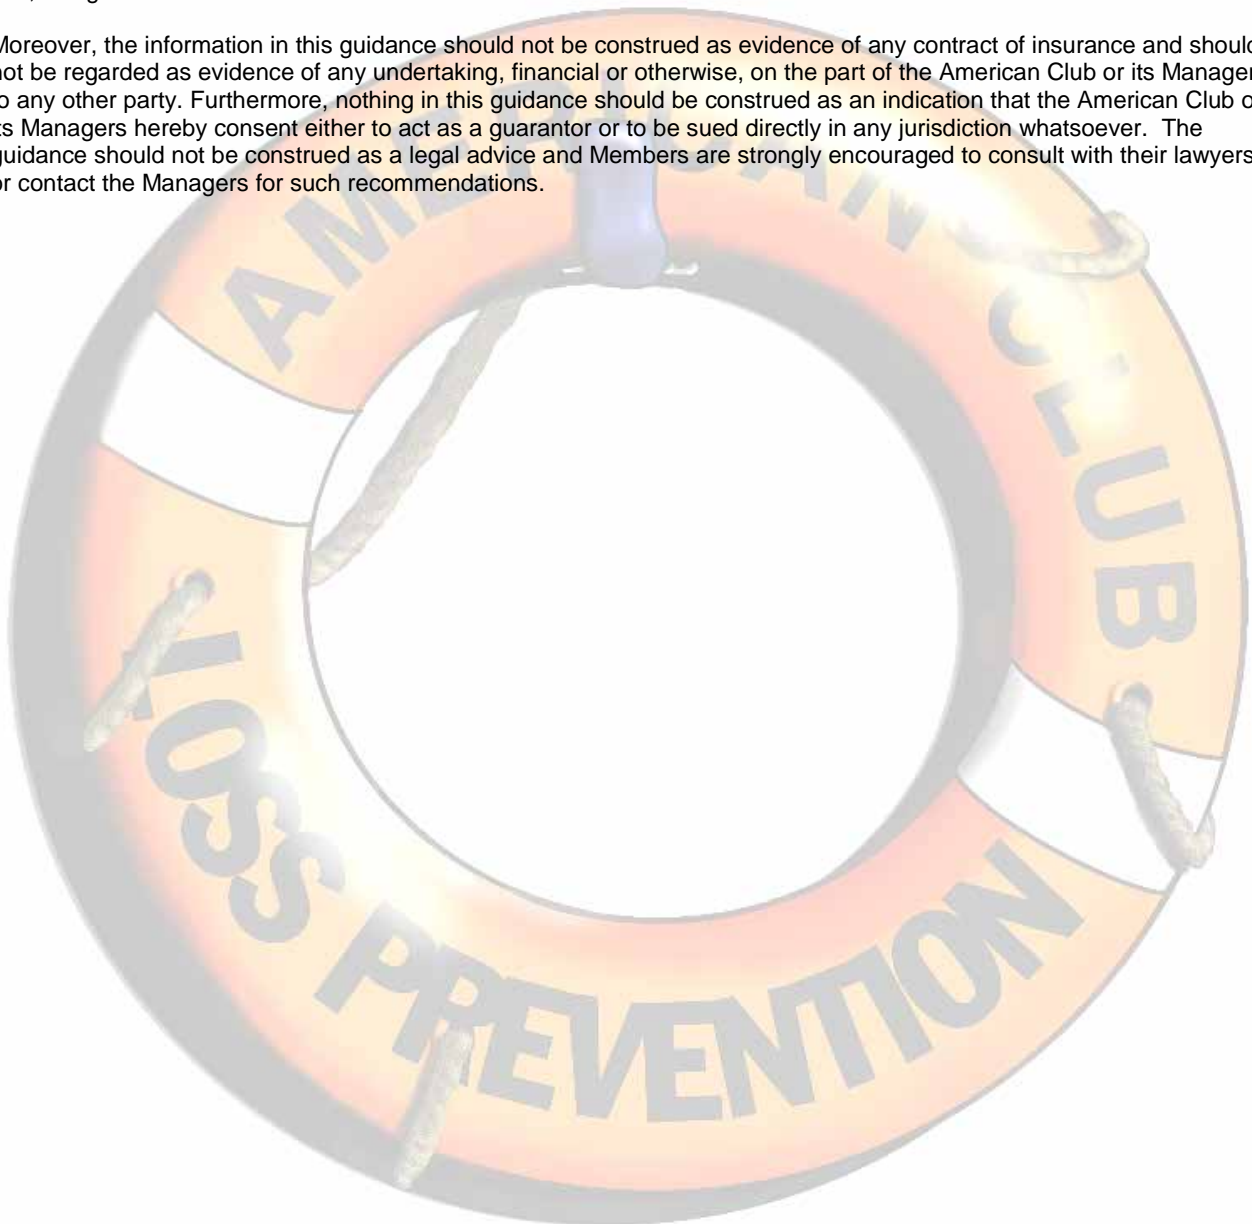 Moreover, the information in this guidance should not be construed as evidence of any contract of insurance and should
not be regarded as evidence of any undertaking, financial or otherwise, on the part of the American Club or its Manager
to any other party. Furthermore, nothing in this guidance should be construed as an indication that the American Club o
its Managers hereby consent either to act as a guarantor or to be sued directly in any jurisdiction whatsoever. The
guidance should not be construed as a legal advice and Members are strongly encouraged to consult with their lawyers
or contact the Managers for such recommendations.
AMERICAN CLUB
LOSS PREVENTION